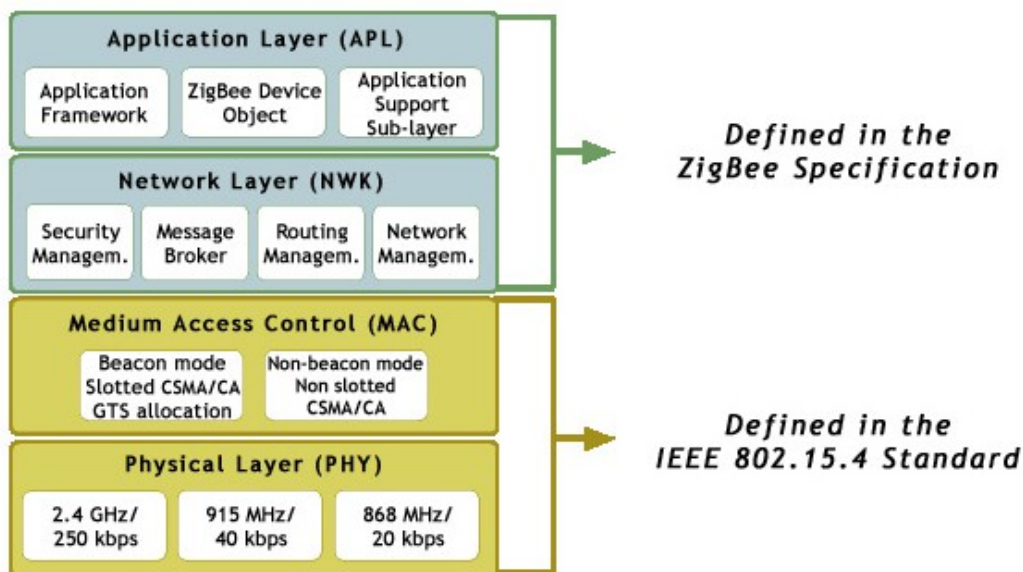 Application Layer (APL)
Application
Framework
ZigBee Device
Object
Application
Support
Sub-layer
Network Layer (NWK)
Security
Managem.
Message
Broker
Routing
Managem.
Network
Managem.
Defined in the
ZigBee Specification
Medium Access Control (MAC)
Beacon mode
Slotted CSMA/CA
GTS allocation
Non-beacon mode
Non slotted
CSMA/CA
Physical Layer (PHY)
2.4 GHz/
250 kbps
915 MHz/
40 kbps
868 MHz/
20 kbps
Defined in the
IEEE 802.15.4 Standard